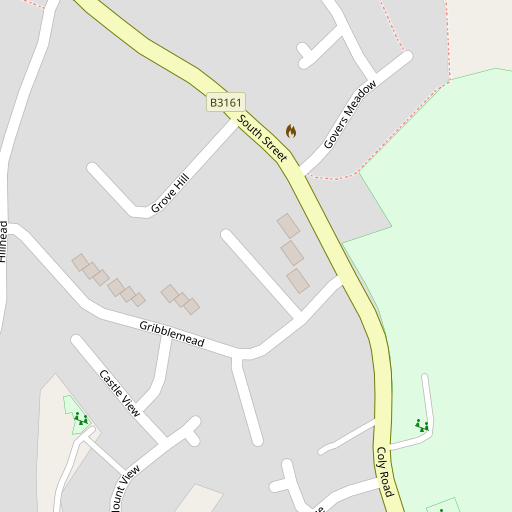 B3161
South Street
Govers Meadow
Grove Hill
Hillhead
Gribblemead
Castle View
Mount View
Coly Road